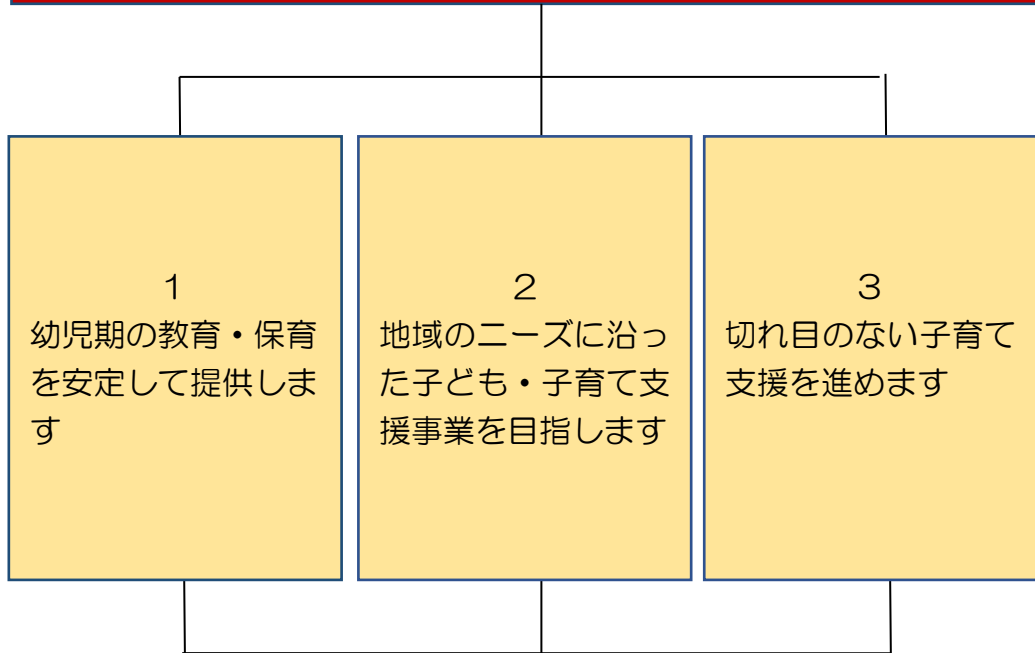 1
幼児期の教育・保育
を安定して提供しま
す
2
地域のニーズに沿っ
た子ども・子育て支
援事業を目指します
3
切れ目のない子育て
支援を進めます